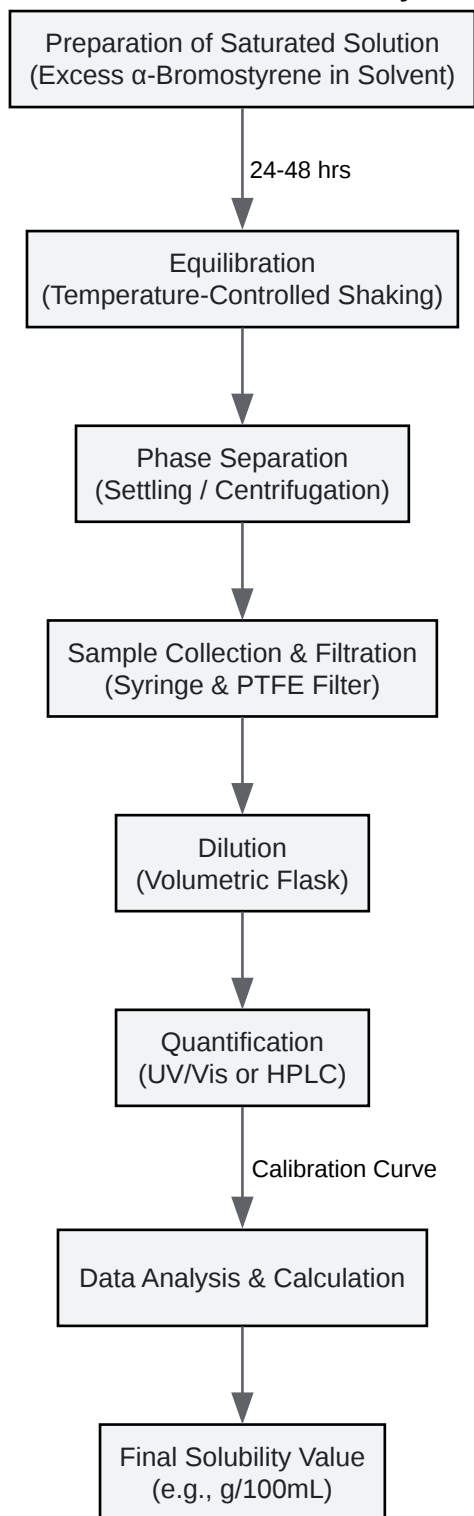 Preparation of Saturated Solution
(Excess α-Bromostyrene in Solvent)
24-48 hrs
Equilibration
(Temperature-Controlled Shaking)
Phase Separation
(Settling / Centrifugation)
Sample Collection & Filtration
(Syringe & PTFE Filter)
Dilution
(Volumetric Flask)
Quantification
(UV/Vis or HPLC)
Calibration Curve
Data Analysis & Calculation
Final Solubility Value
(e.g., g/100mL)